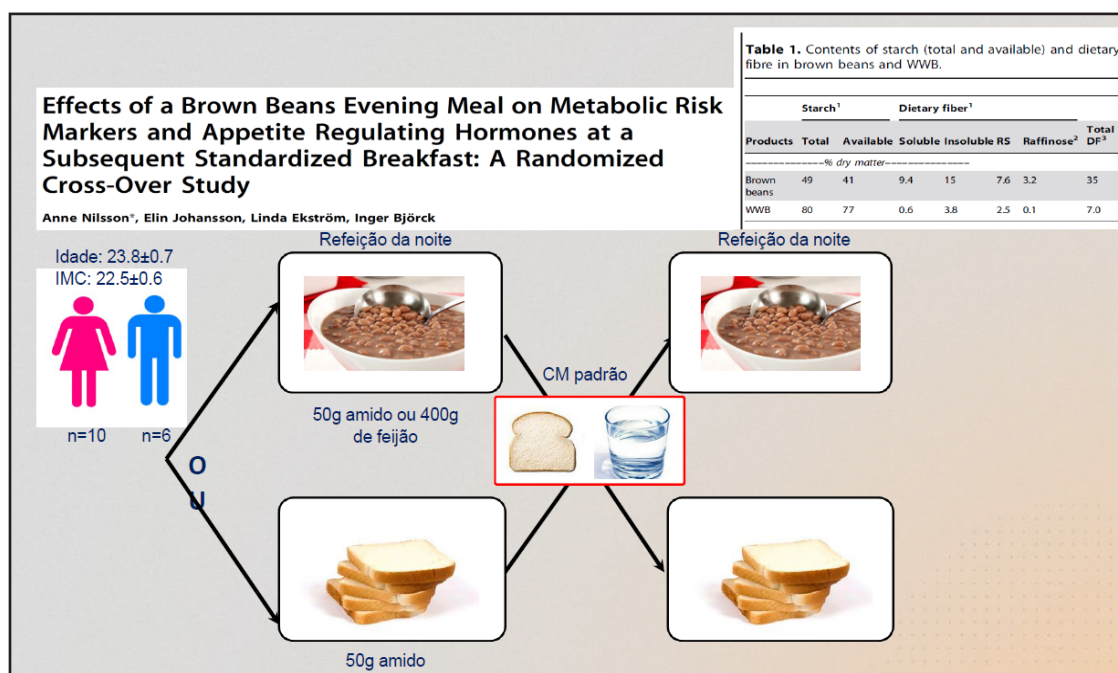 Table 1. Contents of starch (total and available) and dietary
fibre in brown beans and WWB.
Starch¹ Dietary fiber¹
Products Total Available Soluble Insoluble RS Raffinose² Total DF³
---------------% dry matter---------------
Brown beans 49 41 9.4 15 7.6 3.2 35
WWB 80 77 0.6 3.8 2.5 0.1 7.0
Effects of a Brown Beans Evening Meal on Metabolic Risk
Markers and Appetite Regulating Hormones at a
Subsequent Standardized Breakfast: A Randomized
Cross-Over Study
Anne Nilsson*, Elin Johansson, Linda Ekström, Inger Björck
Idade: 23.8±0.7
IMC: 22.5±0.6
n=10 n=6
O
U
Refeição da noite
50g amido ou 400g
de feijão
50g amido
CM padrão
Refeição da noite